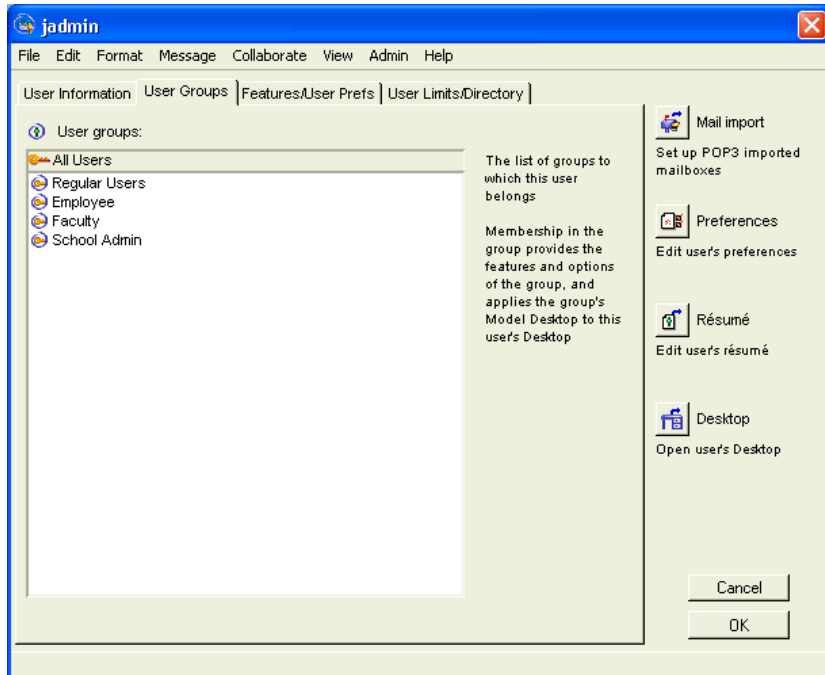 jadmin
File Edit Format Message Collaborate View Admin Help
User Information User Groups Features/User Prefs User Limits/Directory
User groups:
All Users
Regular Users
Employee
Faculty
School Admin
The list of groups to
which this user
belongs
Membership in the
group provides the
features and options
of the group, and
applies the group's
Model Desktop to this
user's Desktop
Mail import
Set up POP3 imported
mailboxes
Preferences
Edit user's preferences
Résumé
Edit user's résumé
Desktop
Open user's Desktop
Cancel
OK